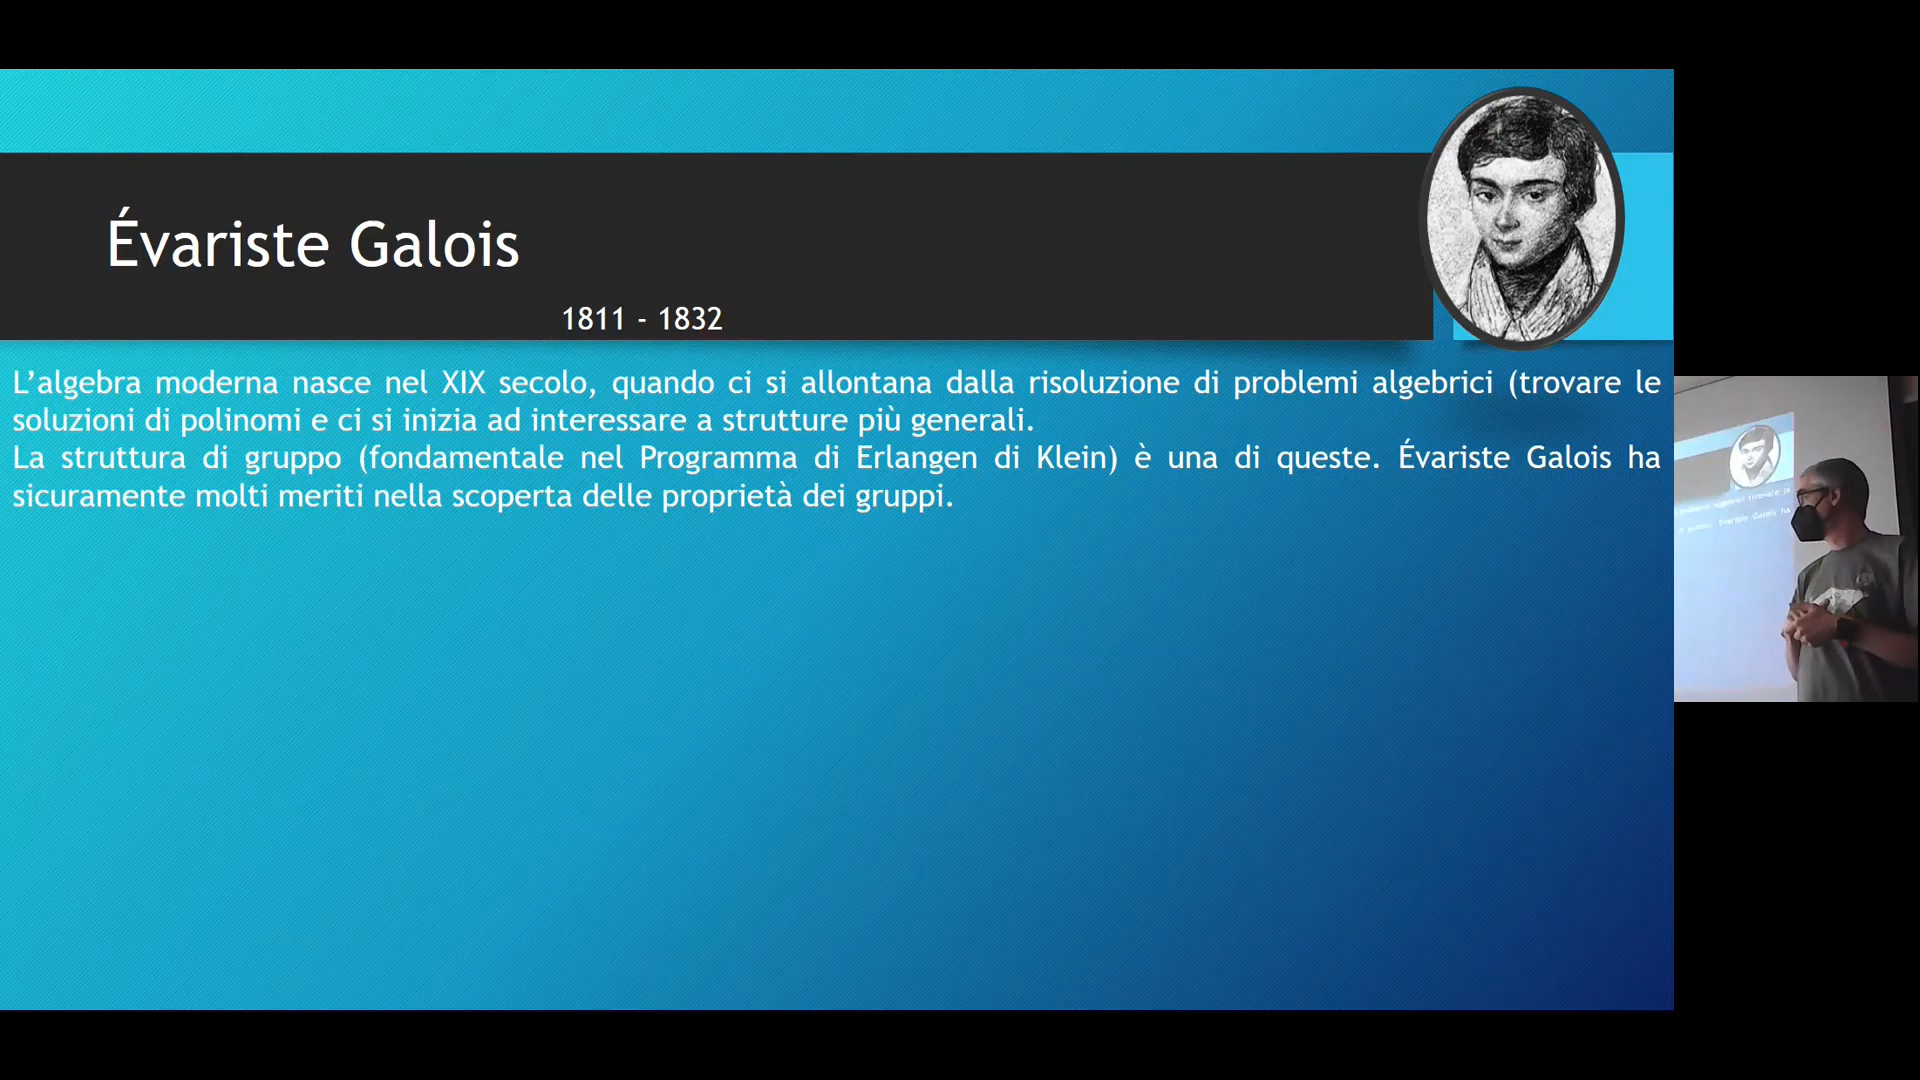 Évariste Galois
1811 - 1832
L’algebra moderna nasce nel XIX secolo, quando ci si allontana dalla risoluzione di problemi algebrici (trovare le
soluzioni di polinomi e ci si inizia ad interessare a strutture più generali.
La struttura di gruppo (fondamentale nel Programma di Erlangen di Klein) è una di queste. Évariste Galois ha
sicuramente molti meriti nella scoperta delle proprietà dei gruppi.